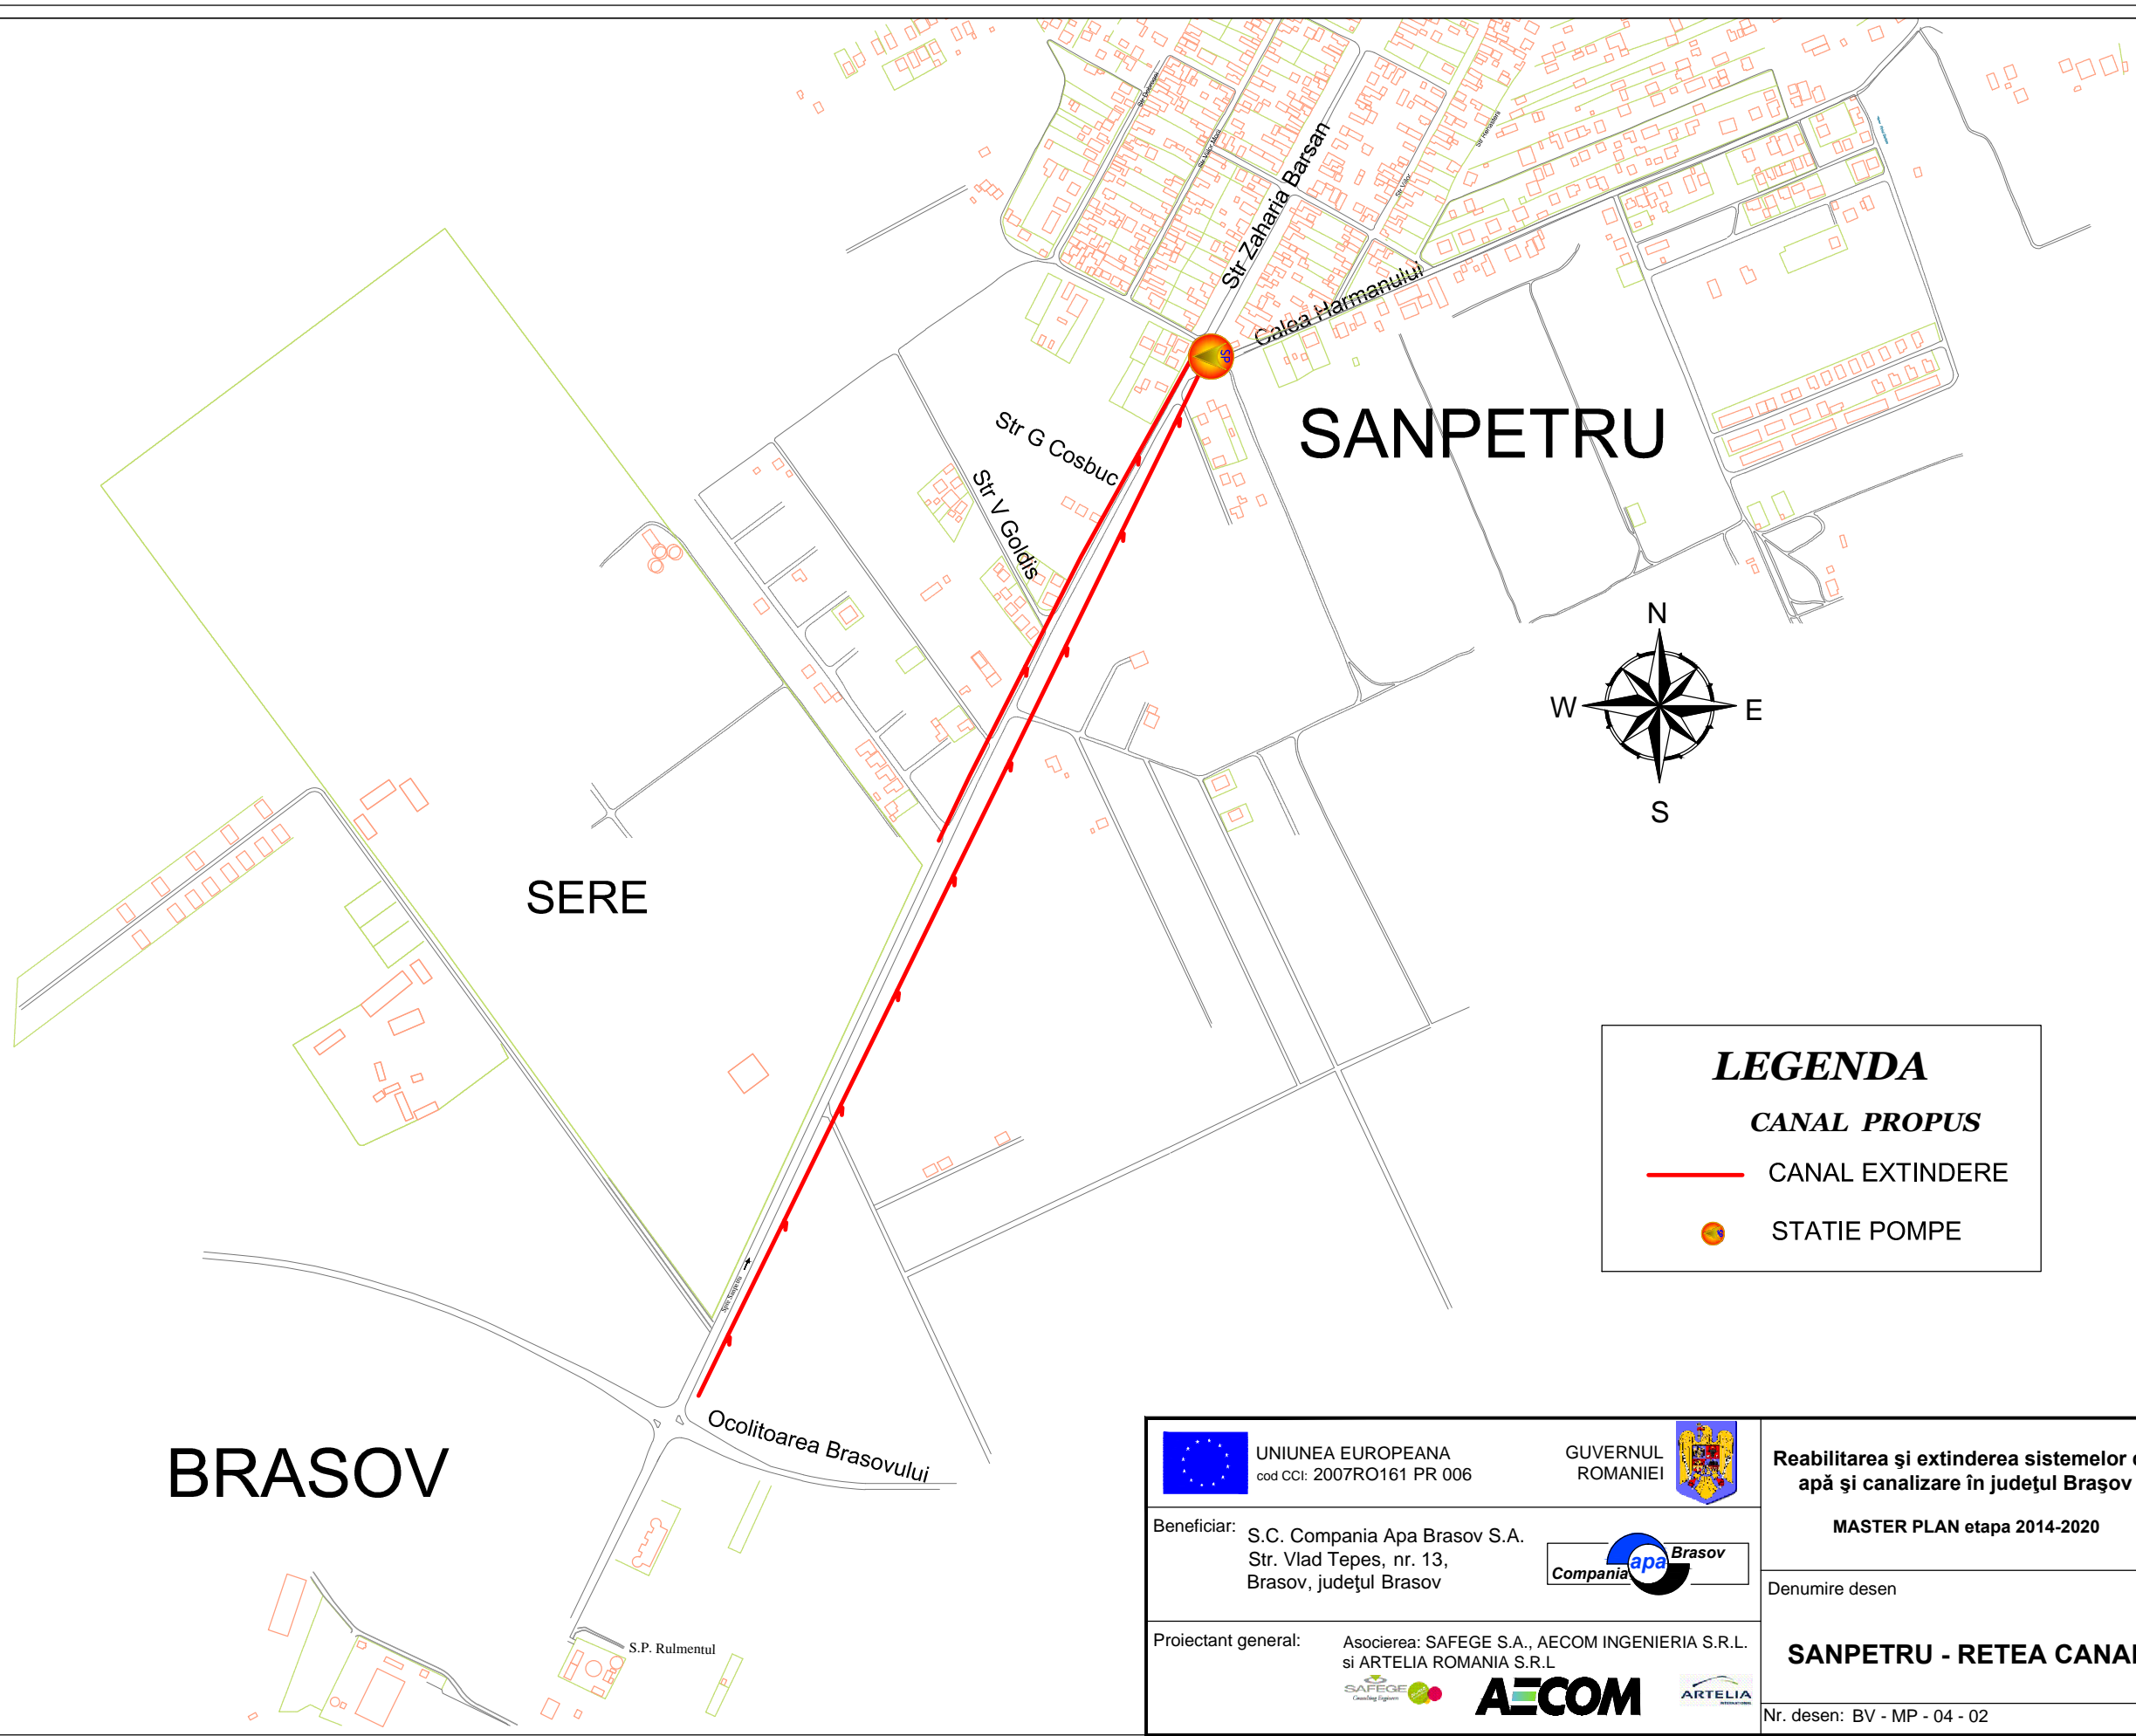 Str Zaharia Barsan
Calea Harmanului
SP
SANPETRU
Str G Cosbuc
Str V Goldis
N
W
E
S
SERE
LEGENDA
CANAL PROPUS
CANAL EXTINDERE
STATIE POMPE
Ocolitoarea Brasovului
BRASOV
S.P. Rulmentul
UNIUNEA EUROPEANA
cod CCI: 2007RO161 PR 006
GUVERNUL
ROMANIEI
Reabilitarea şi extinderea sistemelor
apă şi canalizare în judeţul Braşov
MASTER PLAN etapa 2014-2020
Beneficiar:
S.C. Compania Apa Brasov S.A.
Str. Vlad Tepes, nr. 13,
Brasov, judeţul Brasov
Compania apa Brasov
Denumire desen
SANPETRU - RETEA CANAL
Proiectant general:
Asocierea: SAFEGE S.A., AECOM INGENIERIA S.R.L.
si ARTELIA ROMANIA S.R.L
SAFEGE
Consulting Engineers
AECOM
ARTELIA
Nr. desen: BV - MP - 04 - 02